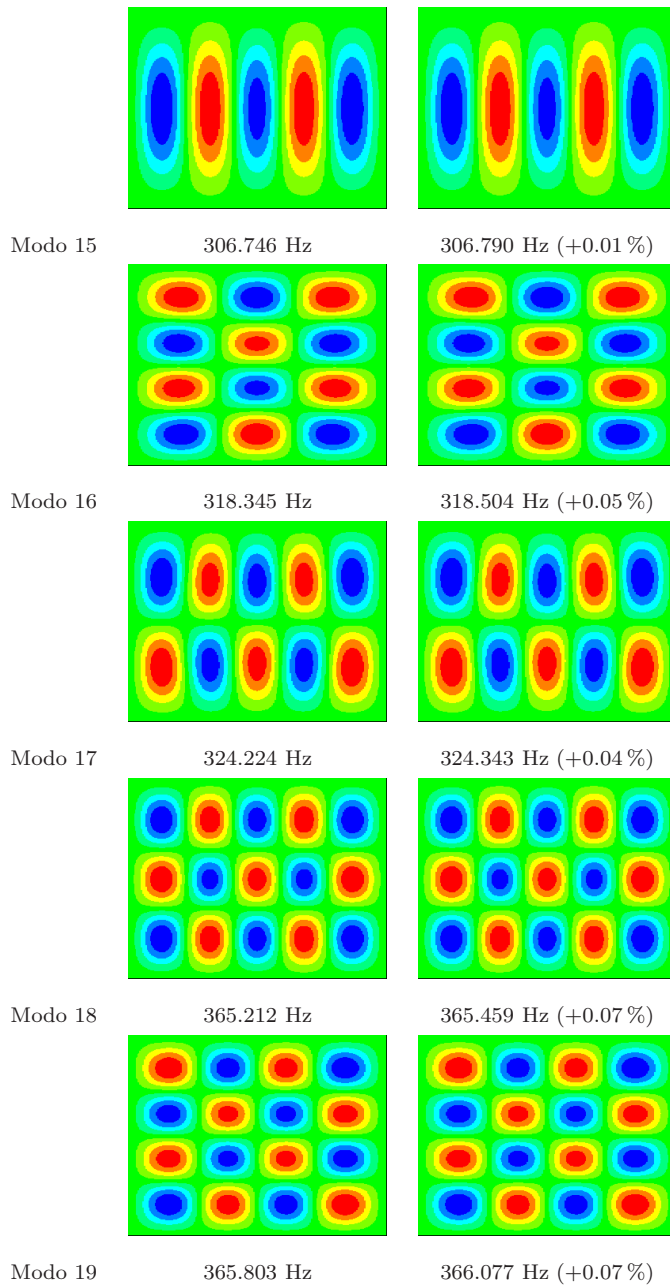 Modo 15 306.746 Hz 306.790 Hz (+0.01 %)
Modo 16 318.345 Hz 318.504 Hz (+0.05 %)
Modo 17 324.224 Hz 324.343 Hz (+0.04 %)
Modo 18 365.212 Hz 365.459 Hz (+0.07 %)
Modo 19 365.803 Hz 366.077 Hz (+0.07 %)